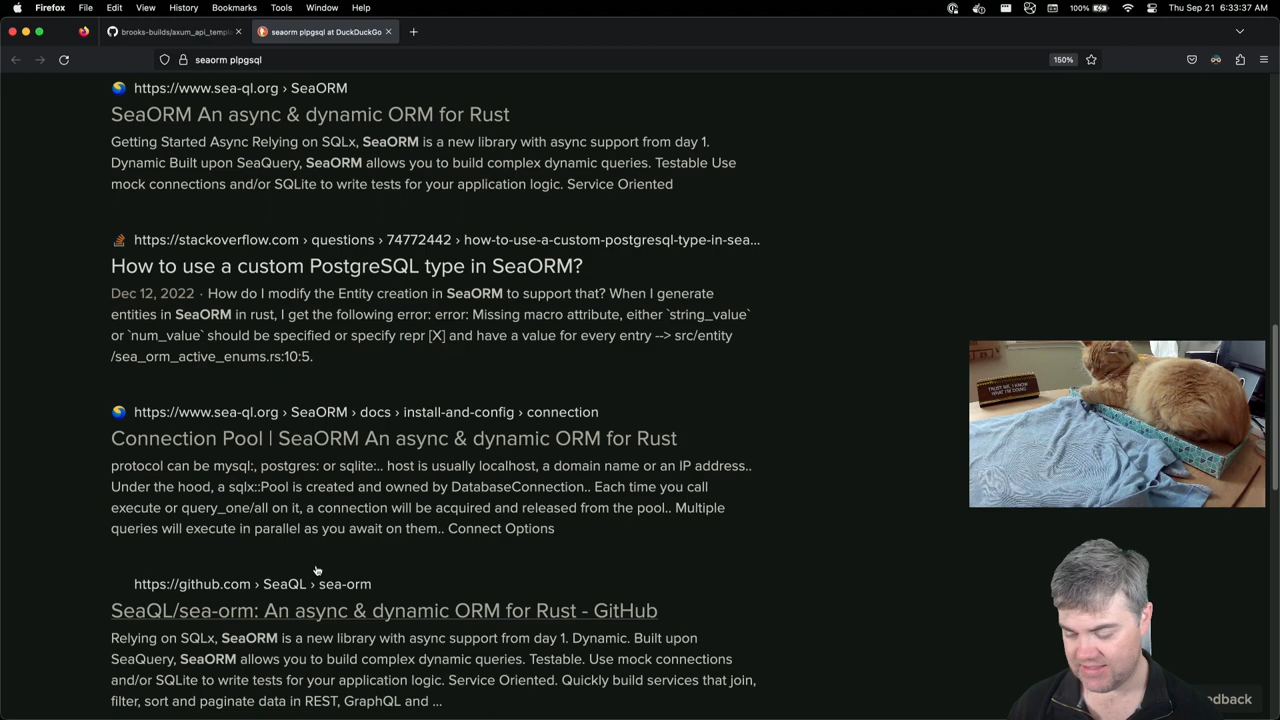 Firefox File Edit View History Bookmarks Tools Window Help 100% Thu Sep 21 6:33:37 AM
brooks-builds/axum_api_templ seaorm plpgsql at DuckDuckGo
seaorm plpgsql 150%
https://www.sea-ql.org › SeaORM
SeaORM An async & dynamic ORM for Rust
Getting Started Async Relying on SQLx, SeaORM is a new library with async support from day 1.
Dynamic Built upon SeaQuery, SeaORM allows you to build complex dynamic queries. Testable Use
mock connections and/or SQLite to write tests for your application logic. Service Oriented
https://stackoverflow.com › questions › 74772442 › how-to-use-a-custom-postgresql-type-in-sea...
How to use a custom PostgreSQL type in SeaORM?
Dec 12, 2022 · How do I modify the Entity creation in SeaORM to support that? When I generate
entities in SeaORM in rust, I get the following error: error: Missing macro attribute, either `string_value`
or `num_value` should be specified or specify repr [X] and have a value for every entry --> src/entity
/sea_orm_active_enums.rs:10:5.
TRUST ME, I KNOW
WHAT I'M DOING
https://www.sea-ql.org › SeaORM › docs › install-and-config › connection
Connection Pool | SeaORM An async & dynamic ORM for Rust
protocol can be mysql:, postgres: or sqlite:.. host is usually localhost, a domain name or an IP address..
Under the hood, a sqlx::Pool is created and owned by DatabaseConnection.. Each time you call
execute or query_one/all on it, a connection will be acquired and released from the pool.. Multiple
queries will execute in parallel as you await on them.. Connect Options
https://github.com › SeaQL › sea-orm
SeaQL/sea-orm: An async & dynamic ORM for Rust - GitHub
Relying on SQLx, SeaORM is a new library with async support from day 1. Dynamic. Built upon
SeaQuery, SeaORM allows you to build complex dynamic queries. Testable. Use mock connections
and/or SQLite to write tests for your application logic. Service Oriented. Quickly build services that join,
filter, sort and paginate data in REST, GraphQL and ...
edback